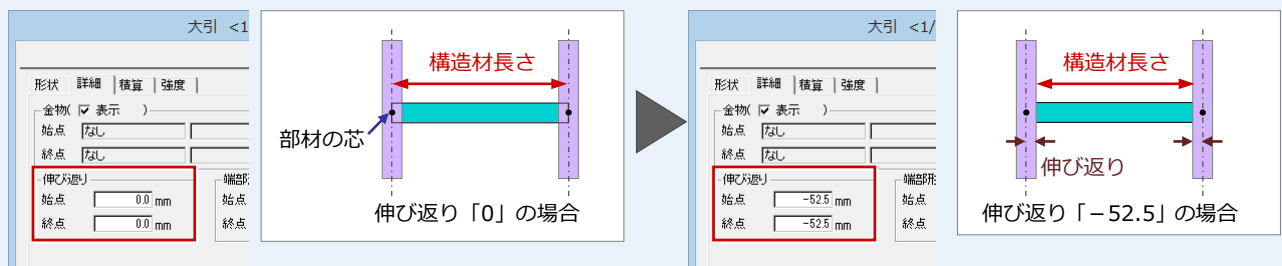 大引 <1
形状 詳細 積算 強度
金物( 表示 )
始点 なし
終点 なし
伸び返り
始点 0.0 mm
終点 0.0 mm
始点
終点
構造材長さ
部材の芯
伸び返り「0」の場合
大引 <1/
形状 詳細 積算 強度
金物( 表示 )
始点 なし
終点 なし
伸び返り
始点 -52.5 mm
終点 -52.5 mm
始点
終点
構造材長さ
伸び返り
伸び返り「-52.5」の場合